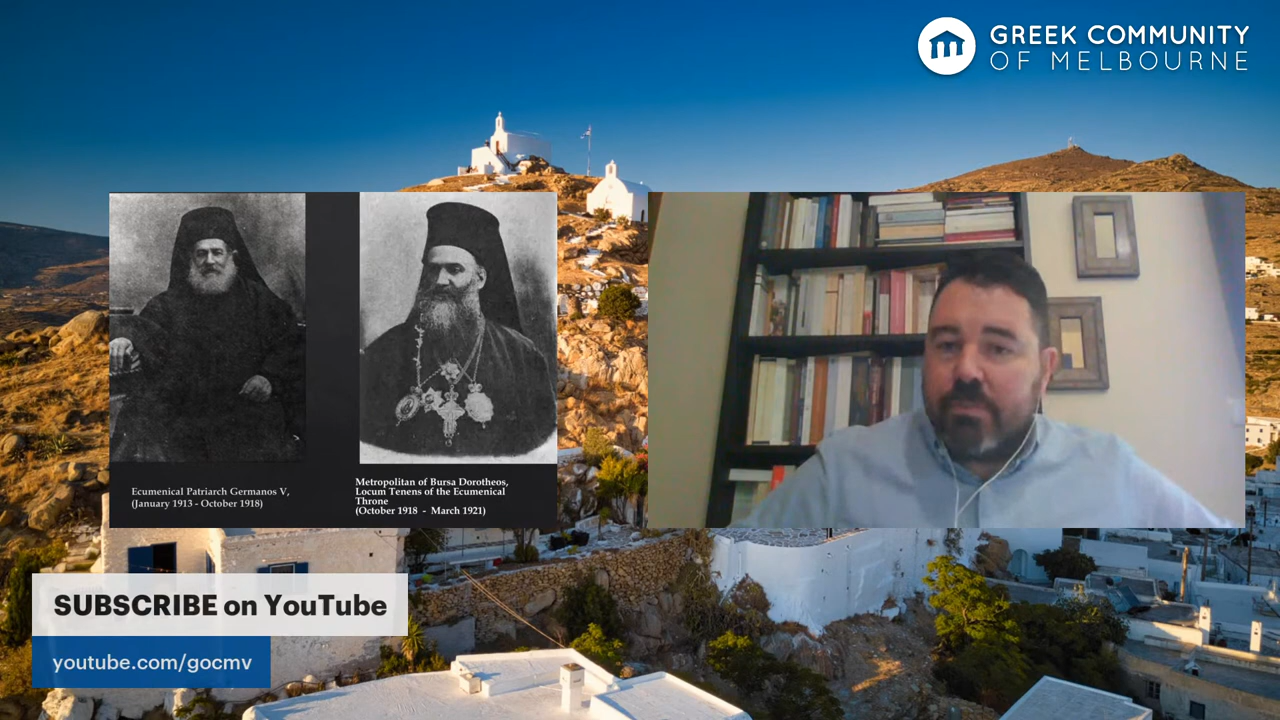 GREEK COMMUNITY
OF MELBOURNE
Ecumenical Patriarch Germanos V,
(January 1913 - October 1918)
Metropolitan of Bursa Dorotheos,
Locum Tenens of the Ecumenical
Throne
(October 1918 - March 1921)
SUBSCRIBE on YouTube
youtube.com/gocmv